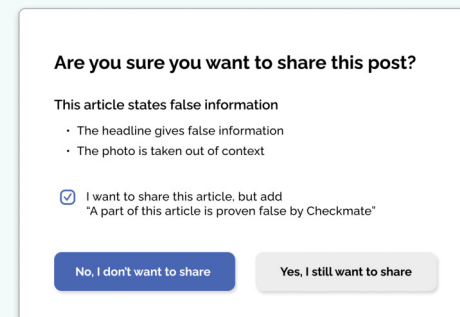 Are you sure you want to share this post?
This article states false information
• The headline gives false information
• The photo is taken out of context
I want to share this article, but add
“A part of this article is proven false by Checkmate”
No, I don’t want to share
Yes, I still want to share